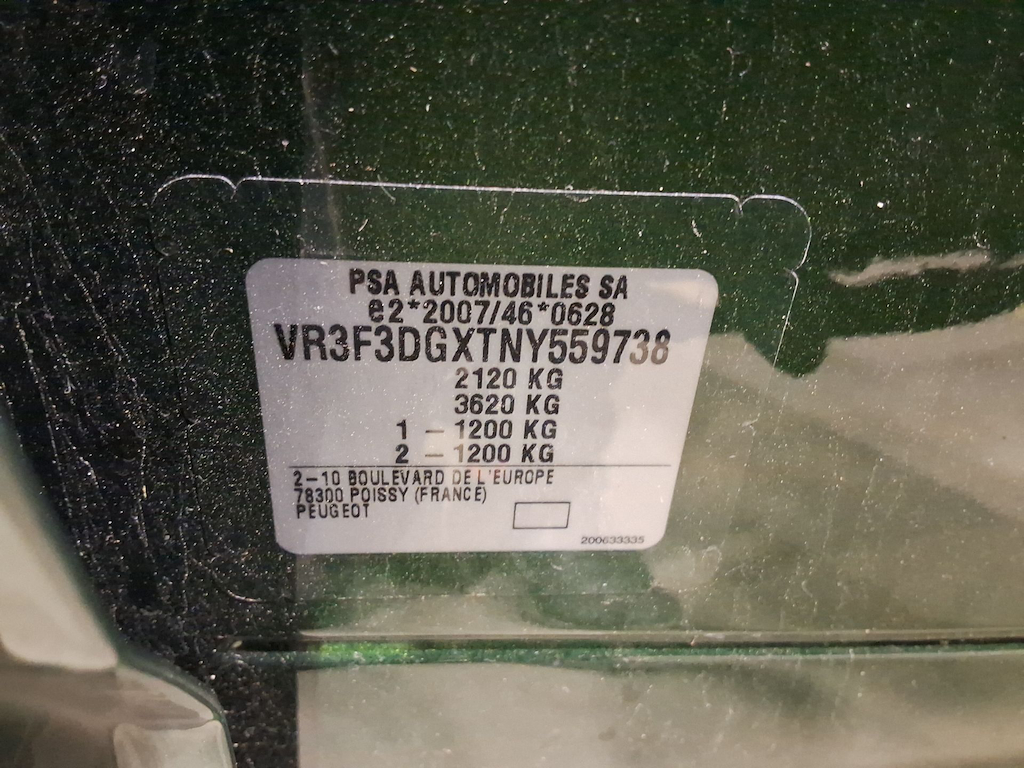 PSA AUTOMOBILES SA
e2*2007/46*0628
VR3F3DGXTNY559738
2120 KG
3620 KG
1 - 1200 KG
2 - 1200 KG
2-10 BOULEVARD DE L'EUROPE
78300 POISSY (FRANCE)
PEUGEOT
200633335